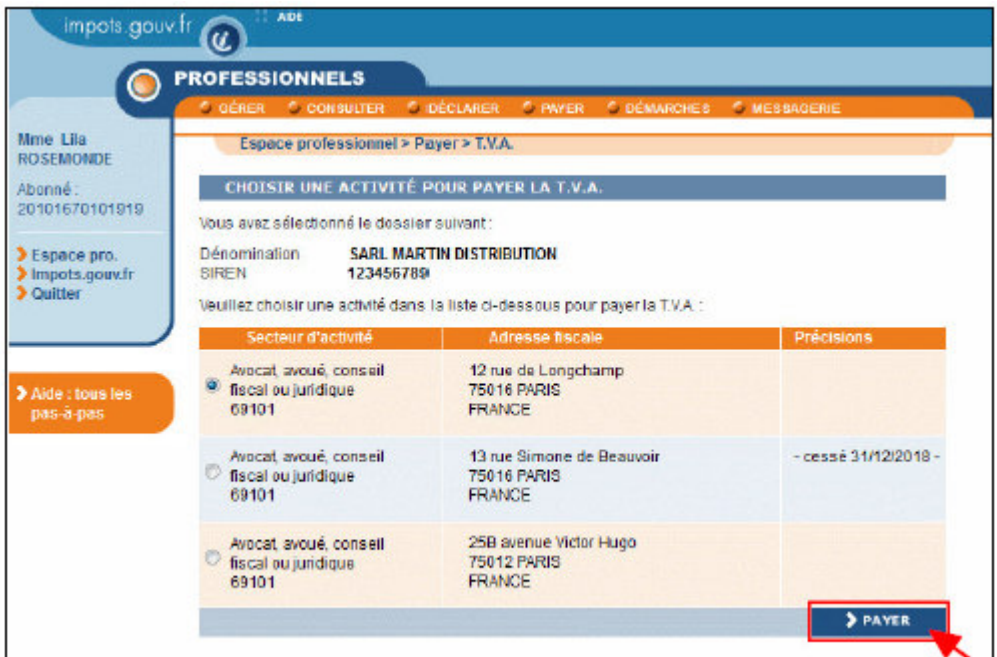 impots.gouv.fr
AIDE
PROFESSIONNELS
GÉRER CONSULTER DÉCLARER PAYER DÉMARCHES MESSAGERIE
Mme Lila
ROSEMONDE
Abonné :
20101670101919
Espace pro.
Impots.gouv.fr
Quitter
Aide : tous les
pas-à-pas
Espace professionnel > Payer > T.V.A.
CHOISIR UNE ACTIVITÉ POUR PAYER LA T.V.A.
Vous avez sélectionné le dossier suivant :
Dénomination SARL MARTIN DISTRIBUTION
SIREN 123456789
Veuillez choisir une activité dans la liste ci-dessous pour payer la T.V.A. :
Secteur d'activité Adresse fiscale Précisions
Avocat, avoué, conseil 12 rue de Longchamp
fiscal ou juridique 75016 PARIS
69101 FRANCE
Avocat, avoué, conseil 13 rue Simone de Beauvoir - cessé 31/12/2018 -
fiscal ou juridique 75016 PARIS
69101 FRANCE
Avocat, avoué, conseil 25B avenue Victor Hugo
fiscal ou juridique 75012 PARIS
69101 FRANCE
PAYER